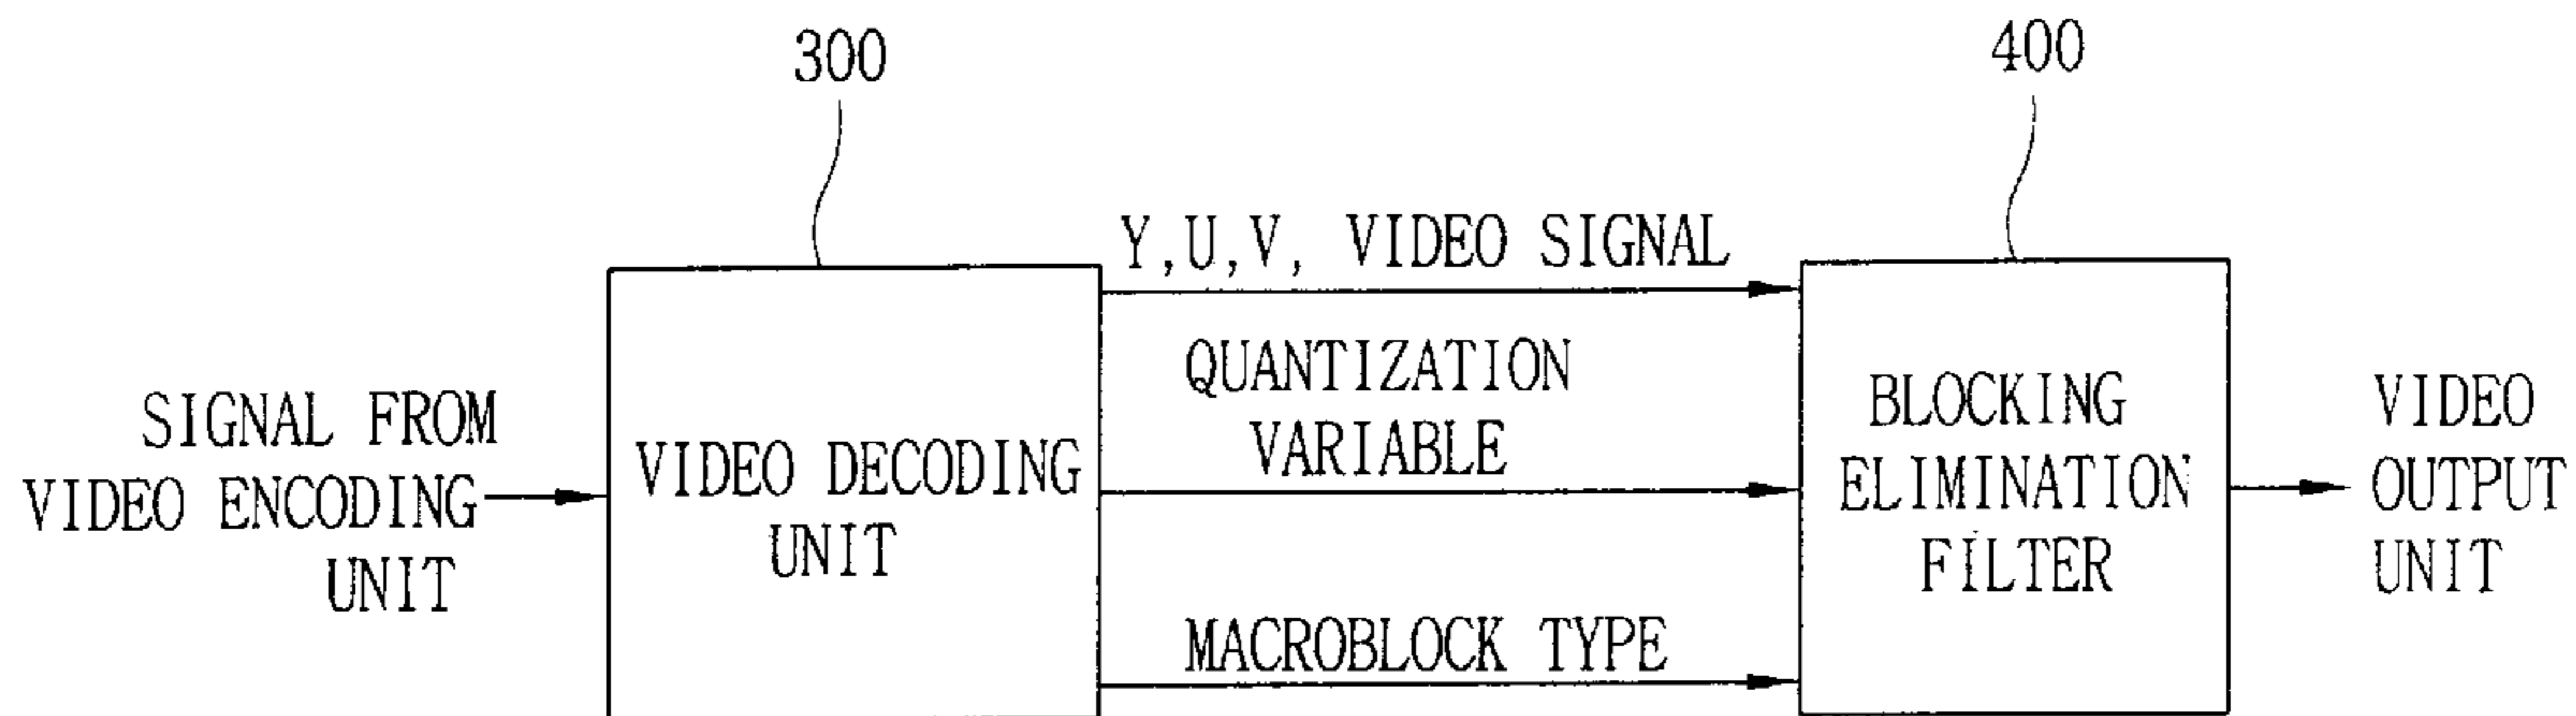 300
400
Y,U,V, VIDEO SIGNAL
QUANTIZATION
VARIABLE
MACROBLOCK TYPE
SIGNAL FROM
VIDEO ENCODING
UNIT
VIDEO DECODING
UNIT
BLOCKING
ELIMINATION
FILTER
VIDEO
OUTPUT
UNIT